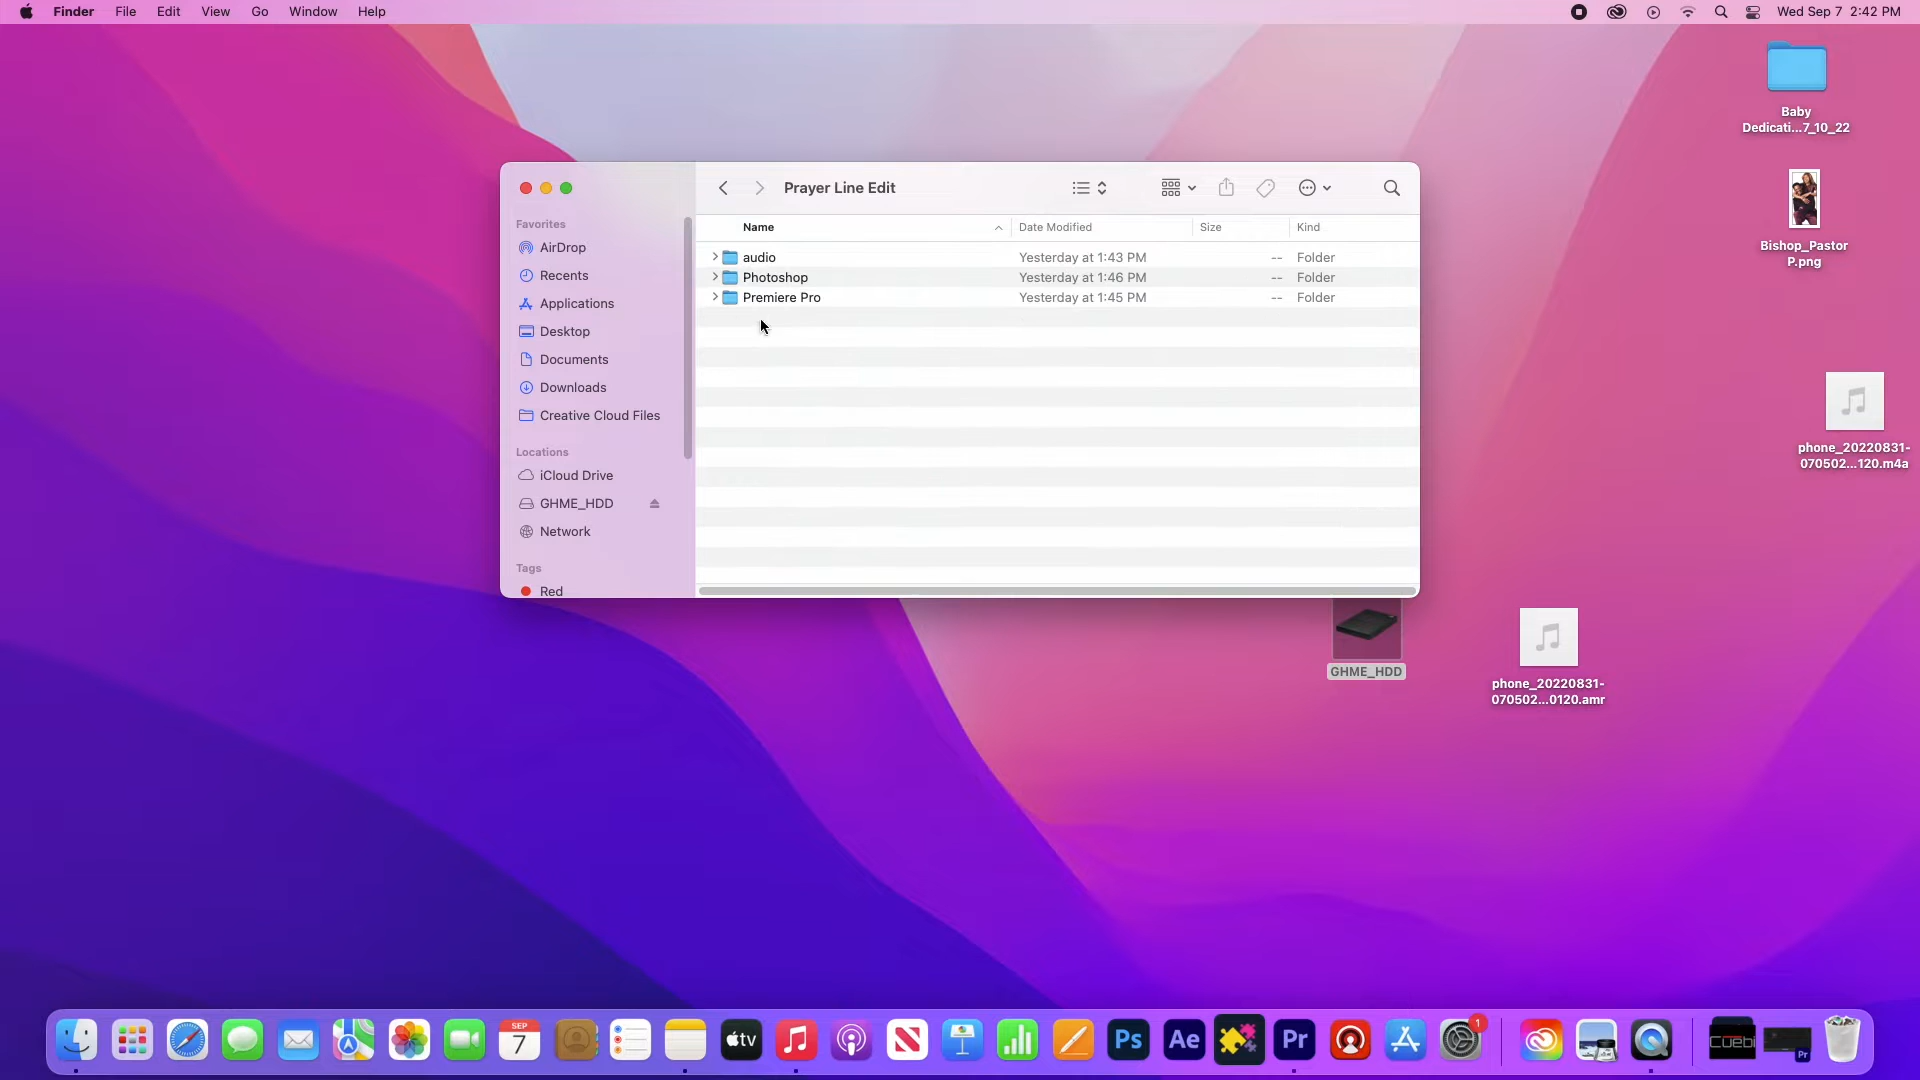 Finder File Edit View Go Window Help
Wed Sep 7 2:42 PM
Baby
Dedicati...7_10_22
Bishop_Pastor
P.png
phone_20220831-
070502...120.m4a
phone_20220831-
070502...0120.amr
GHME_HDD
Prayer Line Edit
Favorites
AirDrop
Recents
Applications
Desktop
Documents
Downloads
Creative Cloud Files
Locations
iCloud Drive
GHME_HDD
Network
Tags
Red
Name Date Modified Size Kind
audio Yesterday at 1:43 PM -- Folder
Photoshop Yesterday at 1:46 PM -- Folder
Premiere Pro Yesterday at 1:45 PM -- Folder
SEP
7
tv
Ps
Ae
Pr
1
Pr